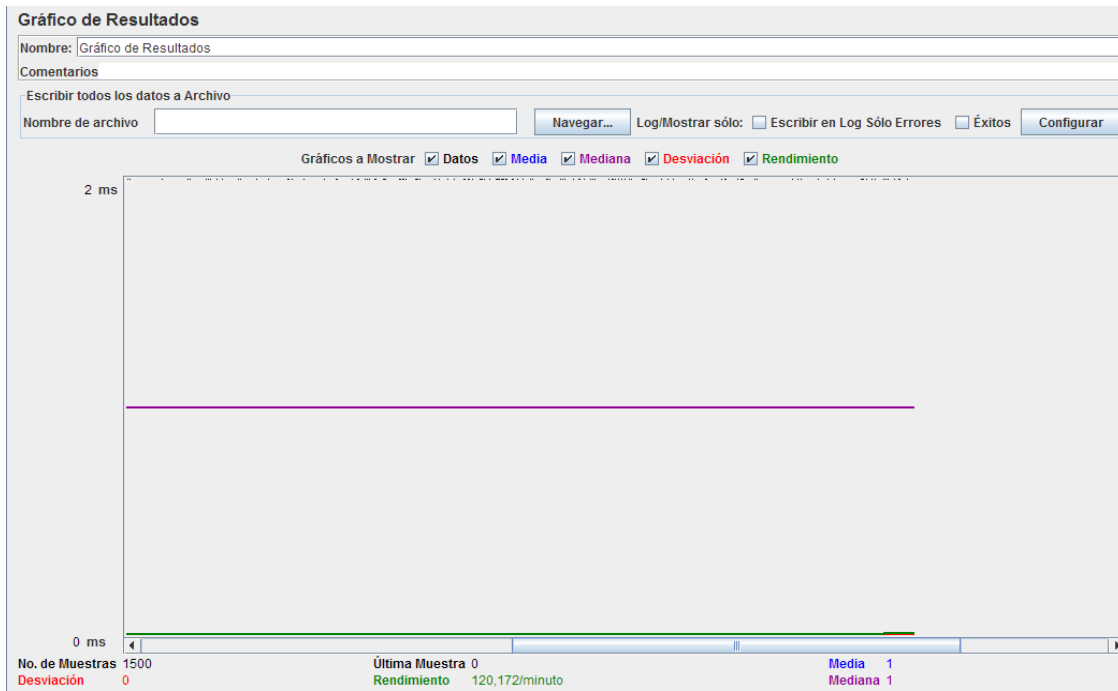 Gráfico de Resultados
Nombre: Gráfico de Resultados
Comentarios
Escribir todos los datos a Archivo
Nombre de archivo Navegar... Log/Mostrar sólo: Escribir en Log Sólo Errores Éxitos Configurar
Gráficos a Mostrar Datos Media Mediana Desviación Rendimiento
2 ms
0 ms
No. de Muestras 1500 Última Muestra 0 Media 1
Desviación 0 Rendimiento 120,172/minuto Mediana 1